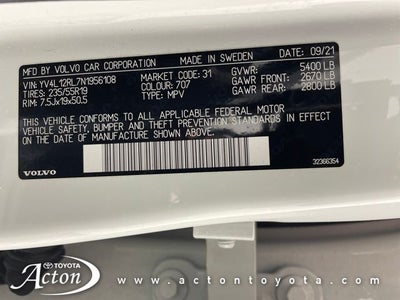 MFD BY: VOLVO CAR CORPORATION MADE IN SWEDEN DATE: 09/21
VIN: YV4L12RL7N1956108 MARKET CODE: 31 GVWR: 5400 LB
TIRES: 235/55R19 COLOUR: 707 GAWR FRONT: 2670 LB
RIM: 7.5Jx19x50.5 TYPE: MPV GAWR REAR: 2800 LB
THIS VEHICLE CONFORMS TO ALL APPLICABLE FEDERAL MOTOR
VEHICLE SAFETY, BUMPER AND THEFT PREVENTION STANDARDS IN EFFECT
ON THE DATE OF MANUFACTURE SHOWN ABOVE.
VOLVO
32366354
TOYOTA
Acton
www.actontoyota.com